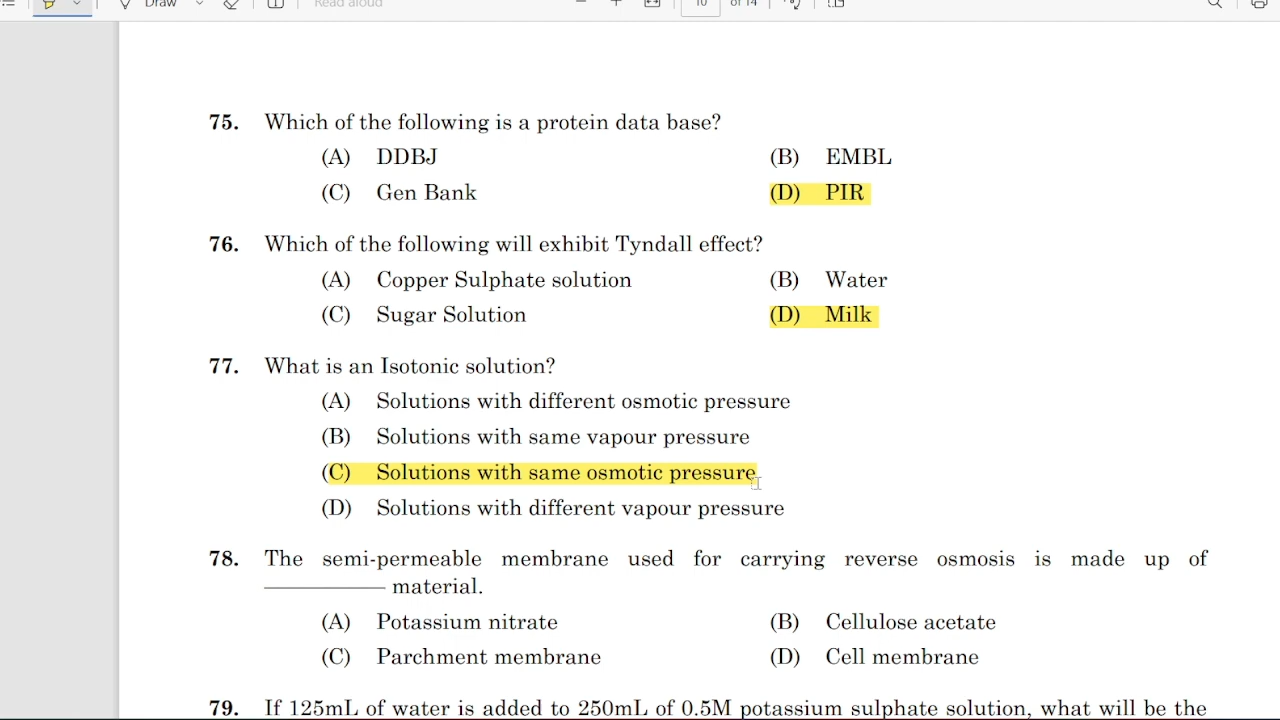 Draw Read aloud 10 of 14
75. Which of the following is a protein data base?
(A) DDBJ (B) EMBL
(C) Gen Bank (D) PIR
76. Which of the following will exhibit Tyndall effect?
(A) Copper Sulphate solution (B) Water
(C) Sugar Solution (D) Milk
77. What is an Isotonic solution?
(A) Solutions with different osmotic pressure
(B) Solutions with same vapour pressure
(C) Solutions with same osmotic pressure
(D) Solutions with different vapour pressure
78. The semi-permeable membrane used for carrying reverse osmosis is made up of
———— material.
(A) Potassium nitrate (B) Cellulose acetate
(C) Parchment membrane (D) Cell membrane
79. If 125mL of water is added to 250mL of 0.5M potassium sulphate solution, what will be the